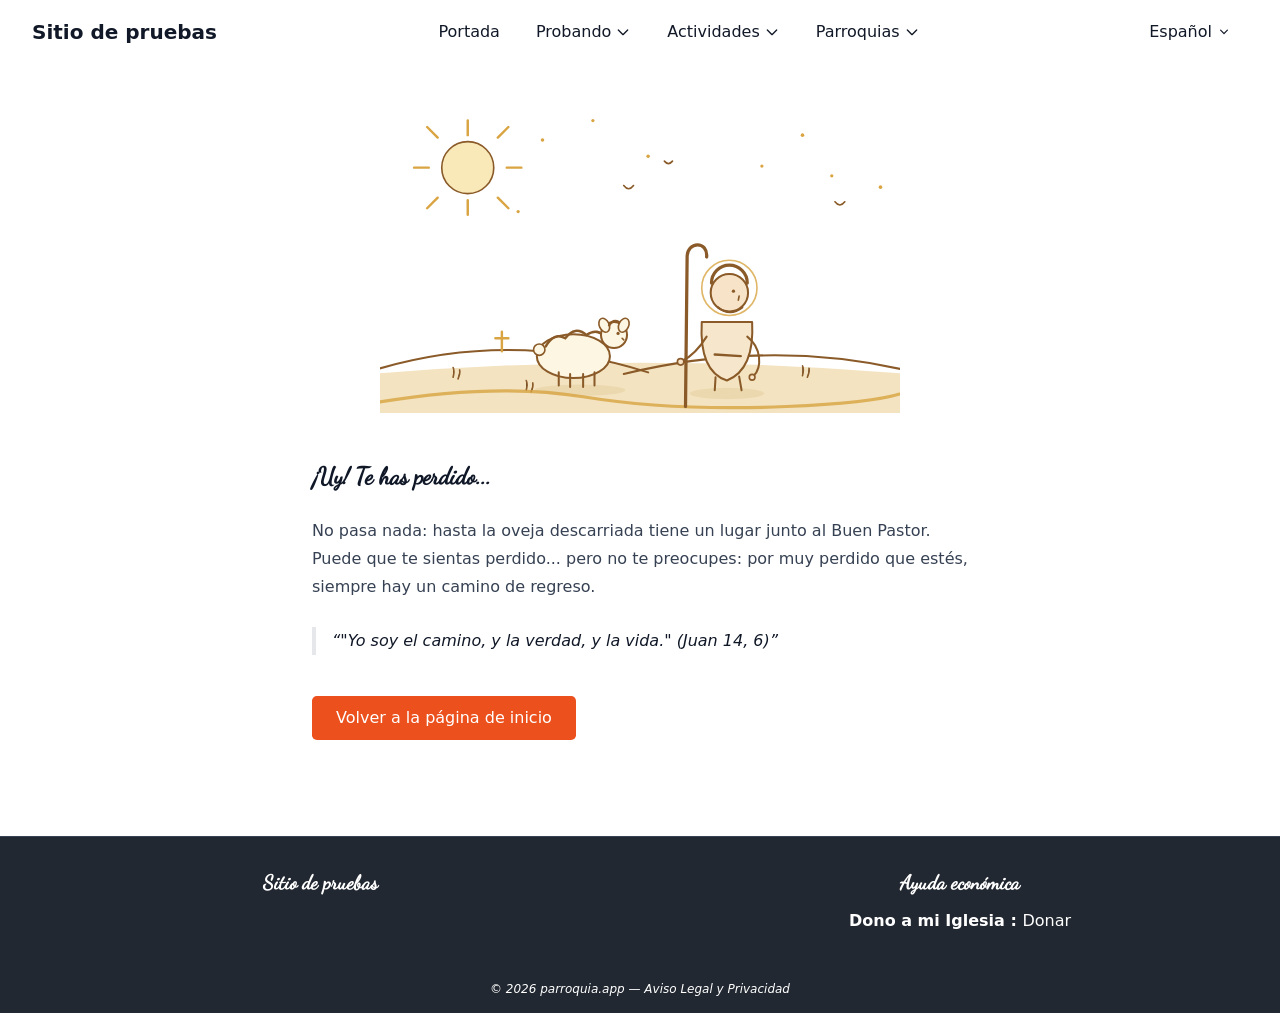 Sitio de pruebas
Portada
Probando
Actividades
Parroquias
Español
¡Uy! Te has perdido...
No pasa nada: hasta la oveja descarriada tiene un lugar junto al Buen Pastor.
Puede que te sientas perdido... pero no te preocupes: por muy perdido que estés,
siempre hay un camino de regreso.
“"Yo soy el camino, y la verdad, y la vida." (Juan 14, 6)”
Volver a la página de inicio
Sitio de pruebas
Ayuda económica
Dono a mi Iglesia : Donar
© 2026 parroquia.app — Aviso Legal y Privacidad